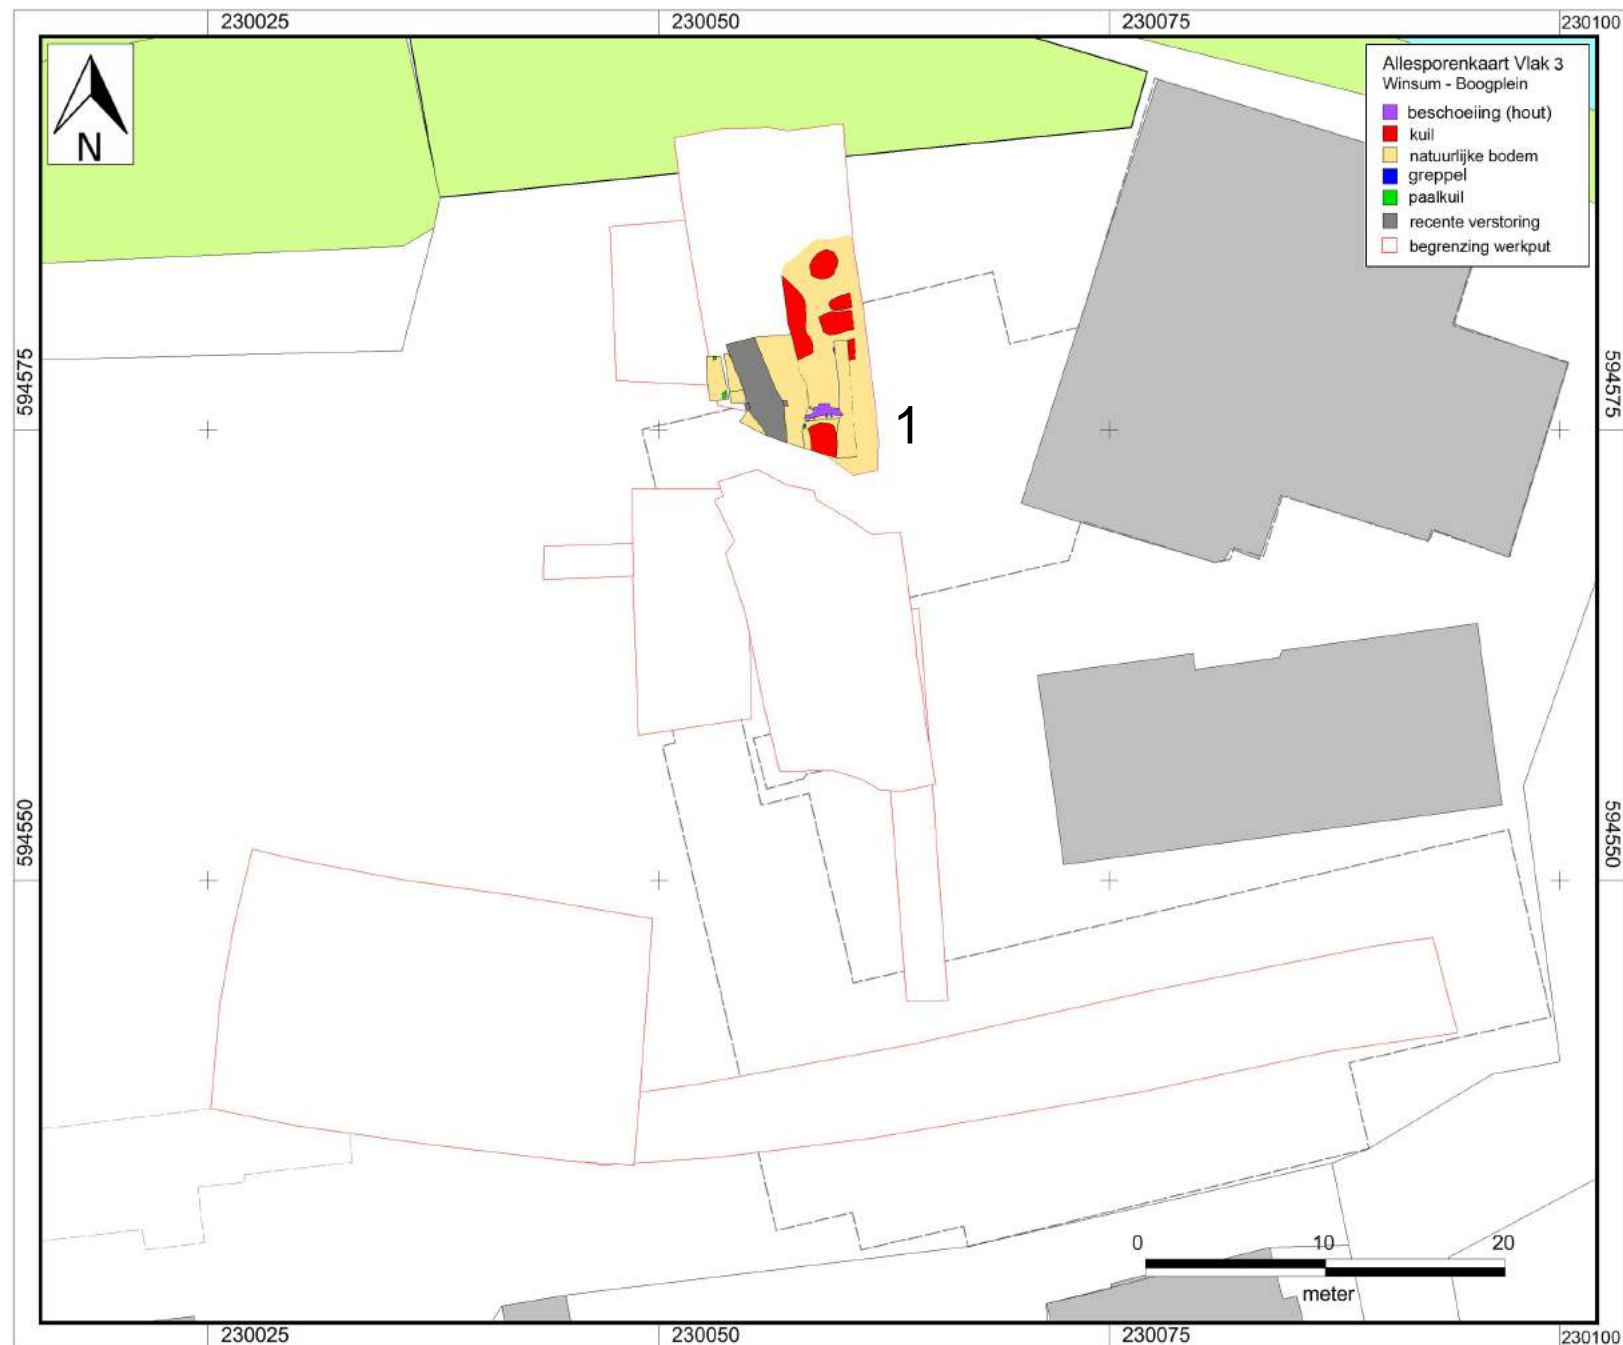 230025 230050 230075 230100
N
Allesporenkaart Vlak 3
Winsum - Boogplein
beschoeiing (hout)
kuil
natuurlijke bodem
greppel
paalkuil
recente verstoring
begrenzing werkput
594575 594575
1
594550 594550
0 10 20
meter
230025 230050 230075 230100